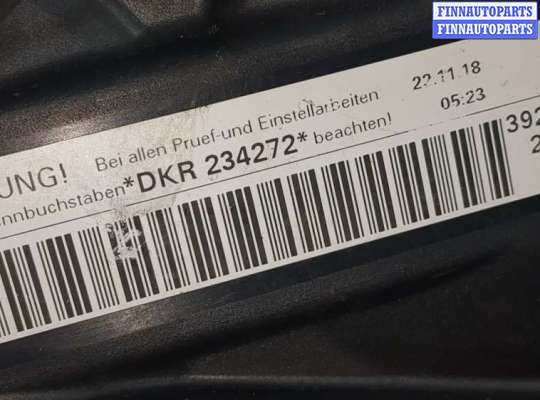 FINNAUTOPARTS
FINNAUTOPARTS
UNG! Bei allen Pruef-und Einstellarbeiten 22.11.18
nnbuchstaben *DKR 234272* beachten! 05:23
392
2